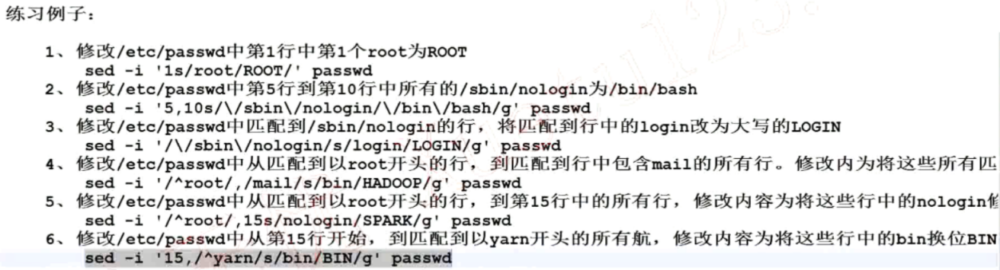 练习例子：
1、修改/etc/passwd中第1行中第1个root为ROOT
sed -i '1s/root/ROOT/' passwd
2、修改/etc/passwd中第5行到第10行中所有的/sbin/nologin为/bin/bash
sed -i '5,10s/\/sbin\/nologin/\/bin\/bash/g' passwd
3、修改/etc/passwd中匹配到/sbin/nologin的行，将匹配到行中的login改为大写的LOGIN
sed -i '/\/sbin\/nologin/s/login/LOGIN/g' passwd
4、修改/etc/passwd中从匹配到以root开头的行，到匹配到行中包含mail的所有行。修改内为将这些所有匹
sed -i '/^root/,/mail/s/bin/HADOOP/g' passwd
5、修改/etc/passwd中从匹配到以root开头的行，到第15行中的所有行，修改内容为将这些行中的nologin修
sed -i '/^root/,15s/nologin/SPARK/g' passwd
6、修改/etc/passwd中从第15行开始，到匹配到以yarn开头的所有航，修改内容为将这些行中的bin换位BIN
sed -i '15,/^yarn/s/bin/BIN/g' passwd